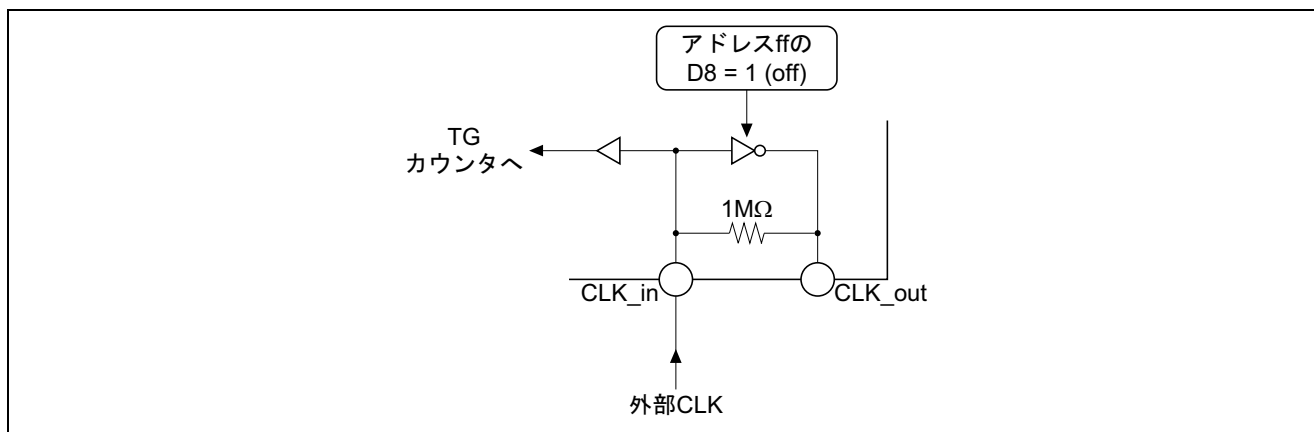 アドレスffの
D8 = 1 (off)
TG
カウンタへ
1MΩ
CLK_in
CLK_out
外部CLK